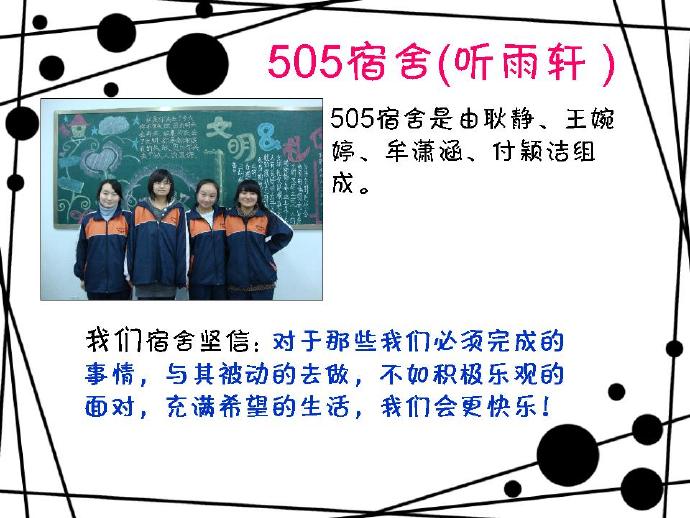 505宿舍(听雨轩)
505宿舍是由耿静、王婉
婷、牟潇涵、付颖洁组
成。
文明&礼
我们宿舍坚信：对于那些我们必须完成的
事情，与其被动的去做，不如积极乐观的
面对，充满希望的生活，我们会更快乐！